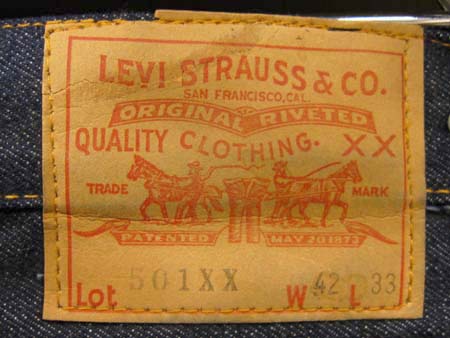 LEVI STRAUSS & CO.
SAN FRANCISCO, CAL.
ORIGINAL RIVETED
QUALITY CLOTHING. XX
TRADE MARK
PATENTED MAY 20 1873
Lot 501XX W 42 L 33